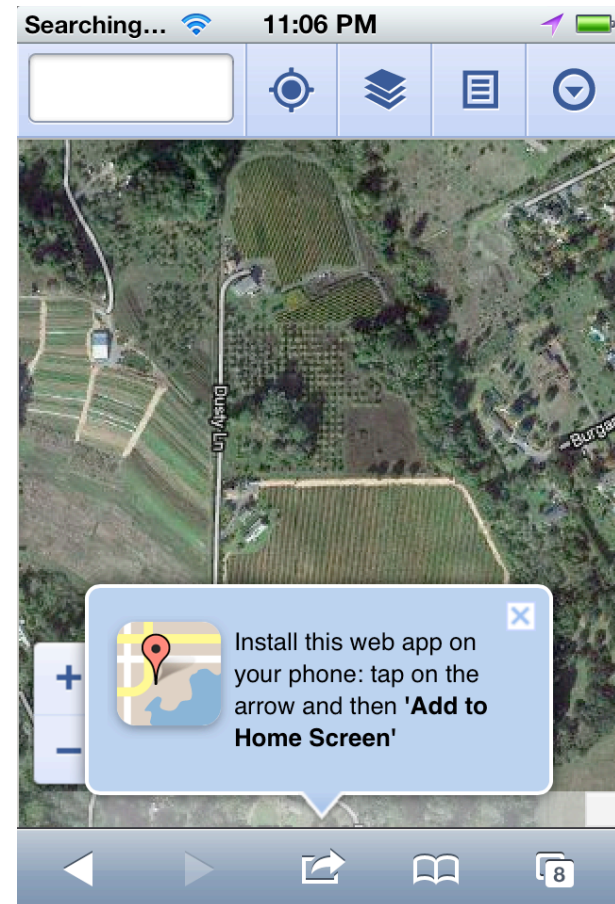 Searching... 11:06 PM
Dusty Ln
Burga
Install this web app on
your phone: tap on the
arrow and then 'Add to
Home Screen'
+
−
8